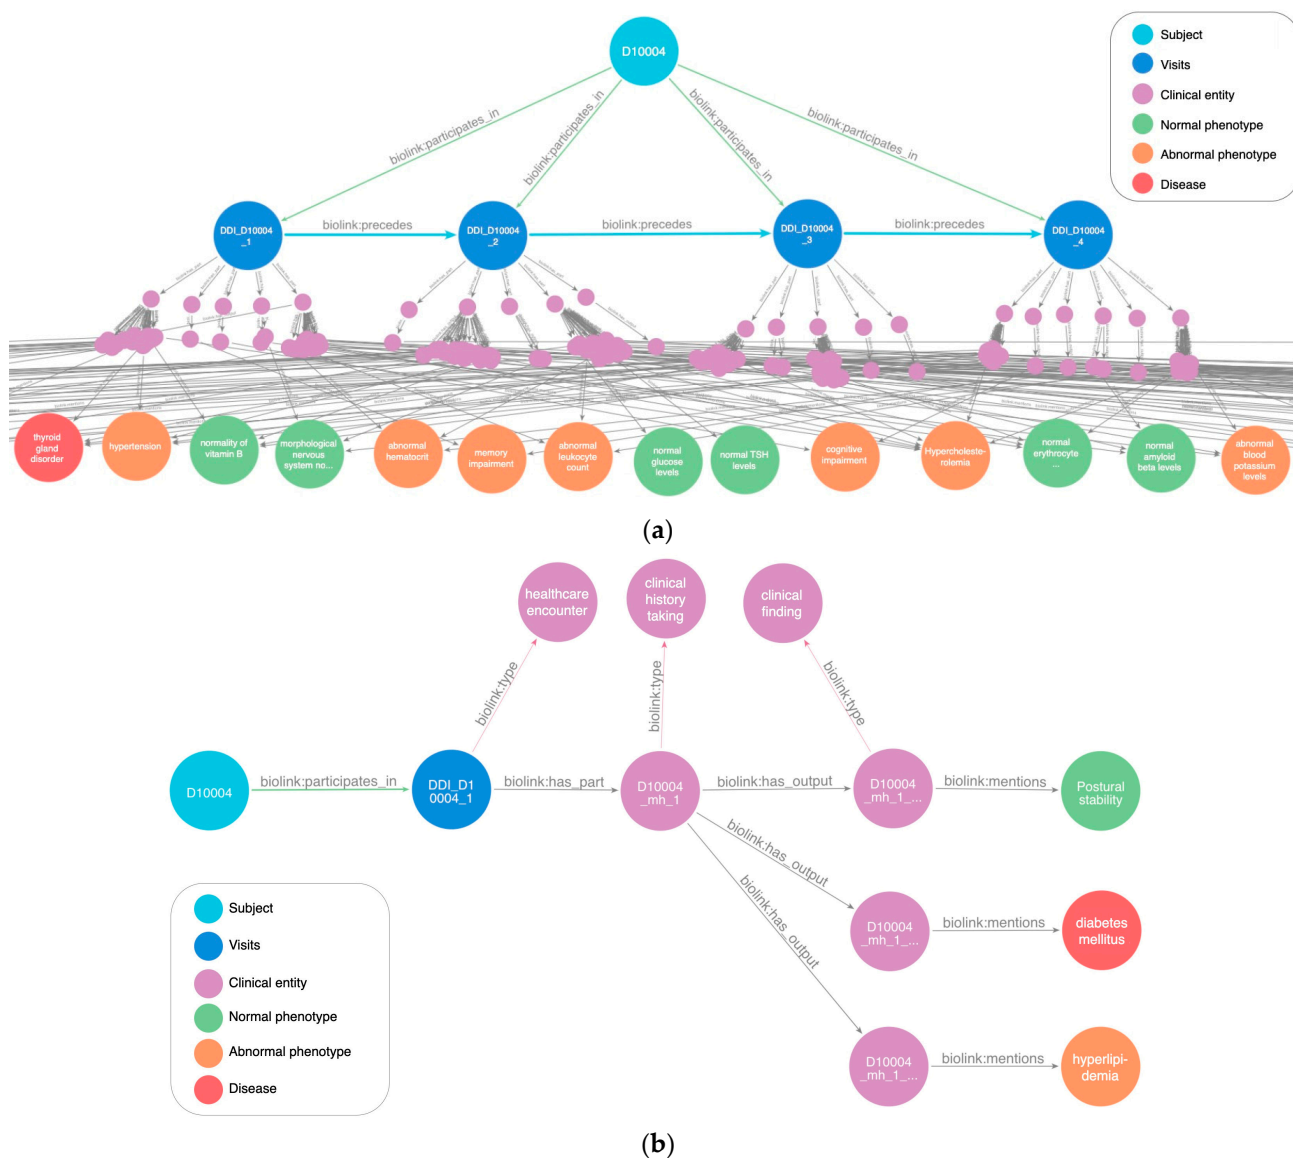 D10004
Subject
Visits
Clinical entity
Normal phenotype
Abnormal phenotype
Disease
biolink:participates_in
biolink:participates_in
biolink:participates_in
biolink:participates_in
DDI_D10004
_1
biolink:precedes
DDI_D10004
_2
biolink:precedes
DDI_D10004
_3
biolink:precedes
DDI_D10004
_4
thyroid
gland
disorder
hypertension
normality of
vitamin B
morphological
nervous
system no...
abnormal
hematocrit
memory
impairment
abnormal
leukocyte
count
normal
glucose
levels
normal TSH
levels
cognitive
impairment
Hypercholeste-
rolemia
normal
erythrocyte
...
normal
amyloid
beta levels
abnormal
blood
potassium
levels
(a)
healthcare
encounter
clinical
history
taking
clinical
finding
biolink:type
biolink:type
biolink:type
D10004
biolink:participates_in
DDI_D1
0004_1
biolink:has_part
D10004
_mh_1
biolink:has_output
D10004
_mh_1_...
biolink:mentions
Postural
stability
biolink:has_output
biolink:has_output
D10004
_mh_1_...
biolink:mentions
diabetes
mellitus
D10004
_mh_1_...
biolink:mentions
hyperlipi-
demia
Subject
Visits
Clinical entity
Normal phenotype
Abnormal phenotype
Disease
(b)